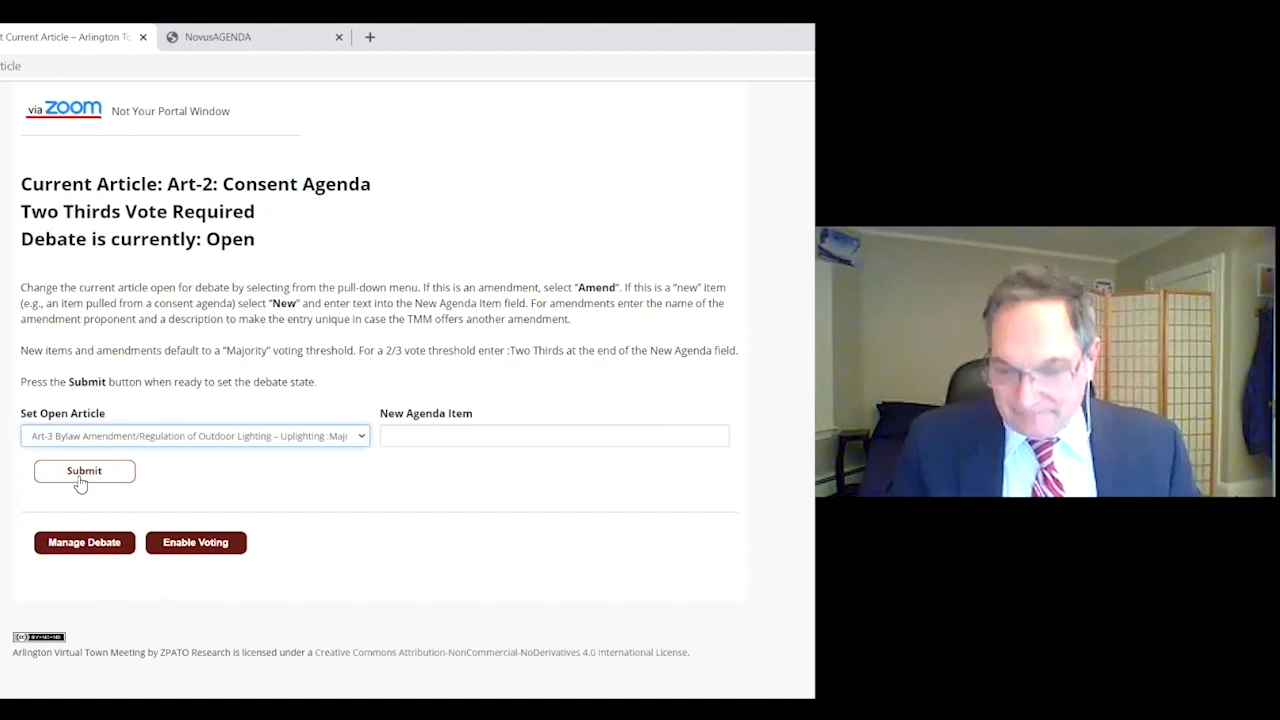 t Current Article – Arlington To
NovusAGENDA
ticle
via zoom Not Your Portal Window
Current Article: Art-2: Consent Agenda
Two Thirds Vote Required
Debate is currently: Open
Change the current article open for debate by selecting from the pull-down menu. If this is an amendment, select "Amend". If this is a "new" item
(e.g., an item pulled from a consent agenda) select "New" and enter text into the New Agenda Item field. For amendments enter the name of the
amendment proponent and a description to make the entry unique in case the TMM offers another amendment.
New items and amendments default to a "Majority" voting threshold. For a 2/3 vote threshold enter :Two Thirds at the end of the New Agenda field.
Press the Submit button when ready to set the debate state.
Set Open Article New Agenda Item
Art-3 Bylaw Amendment/Regulation of Outdoor Lighting – Uplighting :Maj
Submit
Manage Debate Enable Voting
(cc) BY-NC-ND
Arlington Virtual Town Meeting by ZPATO Research is licensed under a Creative Commons Attribution-NonCommercial-NoDerivatives 4.0 International License.